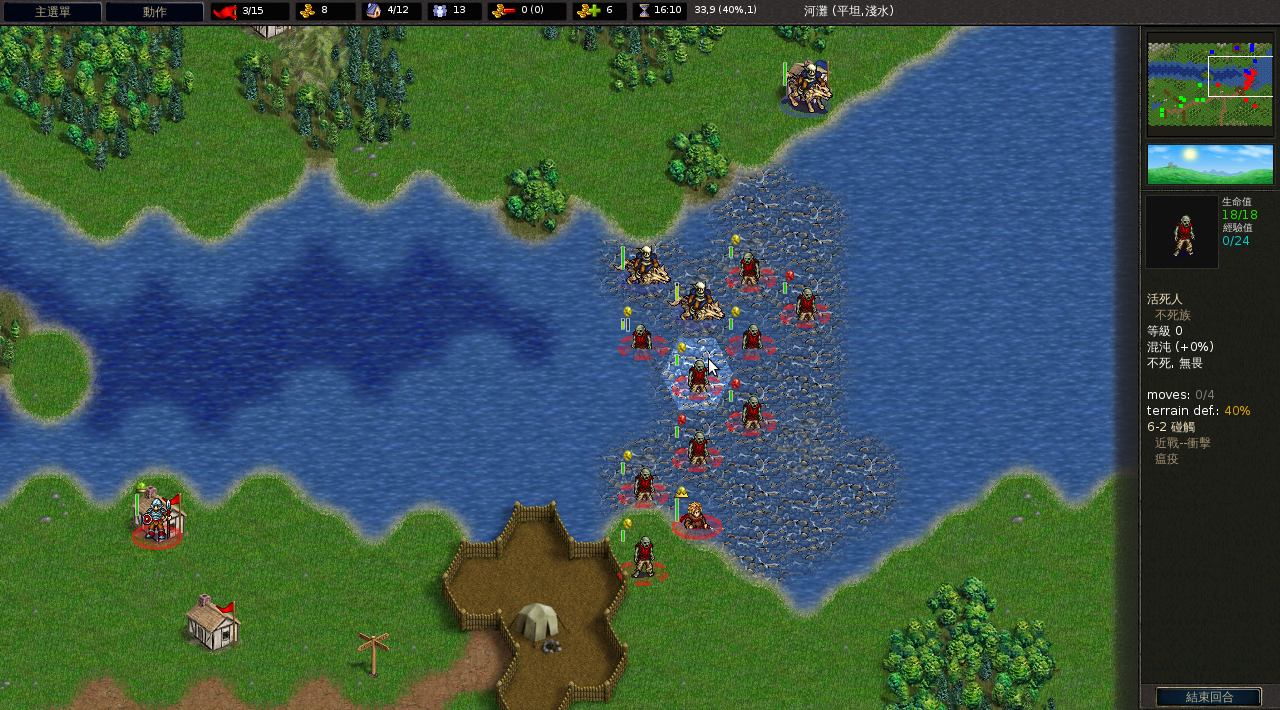 主選單
動作
3/15
8
4/12
13
0 (0)
6
16:10
33,9 (40%,1)
河灘 (平坦,淺水)
生命值
18/18
經驗值
0/24
活死人
不死族
等級 0
混沌 (+0%)
不死, 無畏
moves: 0/4
terrain def.: 40%
6-2 碰觸
近戰--衝擊
瘟疫
結束回合